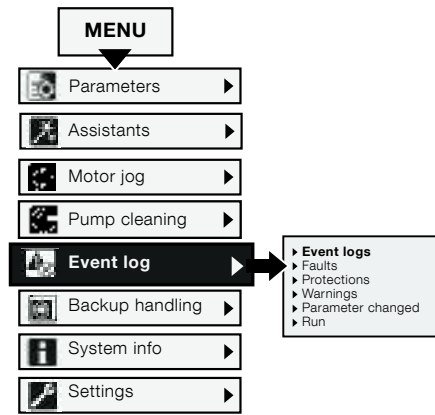 MENU
Parameters
Assistants
Motor jog
Pump cleaning
Event log
Backup handling
System info
Settings
Event logs
Faults
Protections
Warnings
Parameter changed
Run